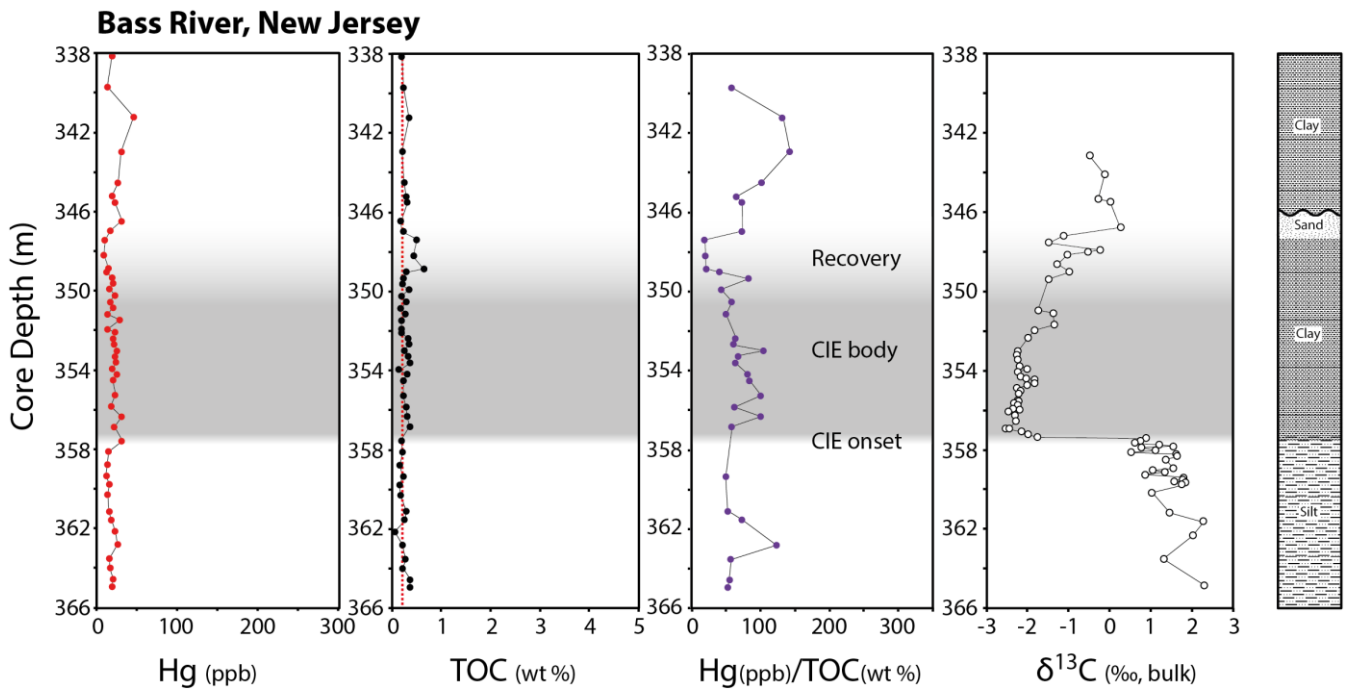 Bass River, New Jersey
Core Depth (m)
338
342
346
350
354
358
362
366
0 100 200 300
Hg (ppb)
338
342
346
350
354
358
362
366
0 1 2 3 4 5
TOC (wt %)
338
342
346
350
354
358
362
366
0 100 200 300
Hg(ppb)/TOC(wt %)
Recovery
CIE body
CIE onset
338
342
346
350
354
358
362
366
-3 -2 -1 0 1 2 3
δ13C (‰, bulk)
Clay
Sand
Clay
Silt